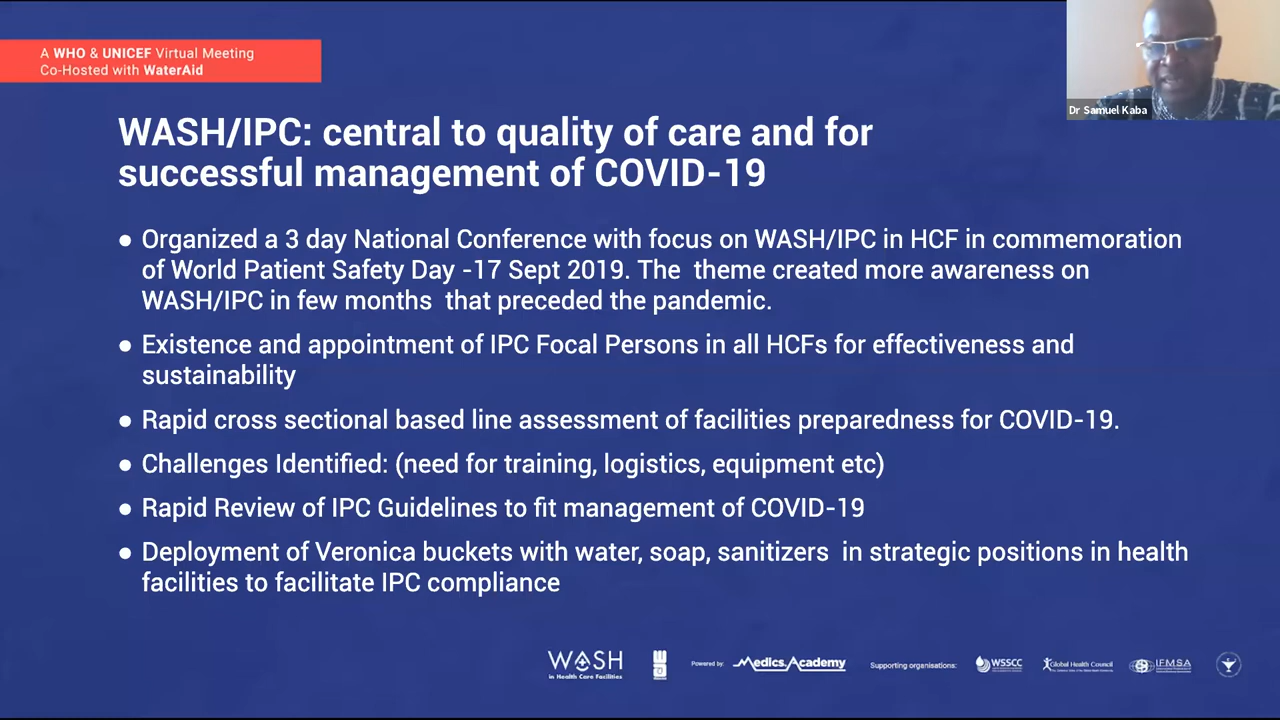 A WHO & UNICEF Virtual Meeting
Co-Hosted with WaterAid
Dr Samuel Kaba
WASH/IPC: central to quality of care and for
successful management of COVID-19
● Organized a 3 day National Conference with focus on WASH/IPC in HCF in commemoration
of World Patient Safety Day -17 Sept 2019. The theme created more awareness on
WASH/IPC in few months that preceded the pandemic.
● Existence and appointment of IPC Focal Persons in all HCFs for effectiveness and
sustainability
● Rapid cross sectional based line assessment of facilities preparedness for COVID-19.
● Challenges Identified: (need for training, logistics, equipment etc)
● Rapid Review of IPC Guidelines to fit management of COVID-19
● Deployment of Veronica buckets with water, soap, sanitizers in strategic positions in health
facilities to facilitate IPC compliance
WASH
in Health Care Facilities
Powered by:
Medics.Academy
Supporting organisations:
WSSCC
Global Health Council
IFMSA